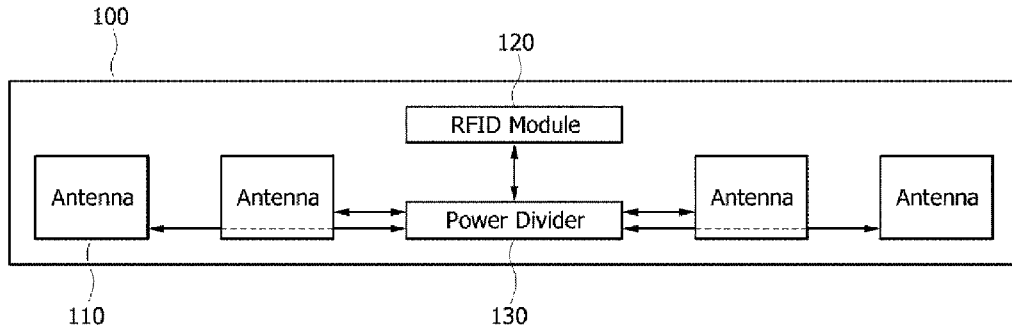 100
120
RFID Module
Antenna
Antenna
Antenna
Antenna
Power Divider
110
130